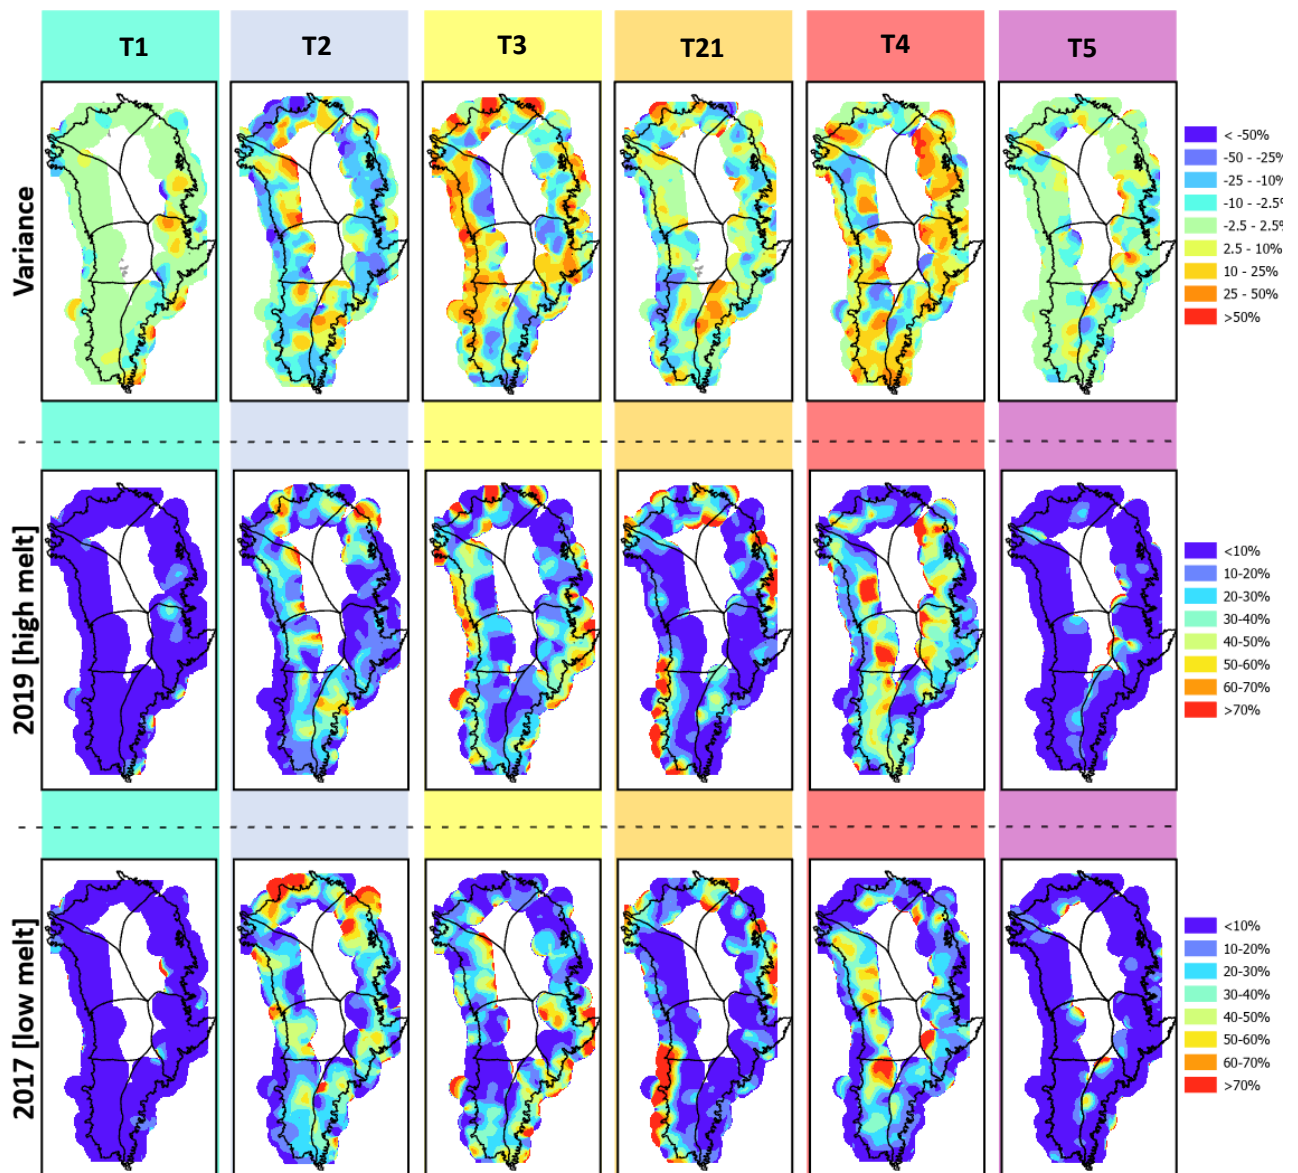 T1 T2 T3 T21 T4 T5
Variance
< -50%
-50 - -25%
-25 - -10%
-10 - -2.5%
-2.5 - 2.5%
2.5 - 10%
10 - 25%
25 - 50%
>50%
2019 [high melt]
<10%
10-20%
20-30%
30-40%
40-50%
50-60%
60-70%
>70%
2017 [low melt]
<10%
10-20%
20-30%
30-40%
40-50%
50-60%
60-70%
>70%